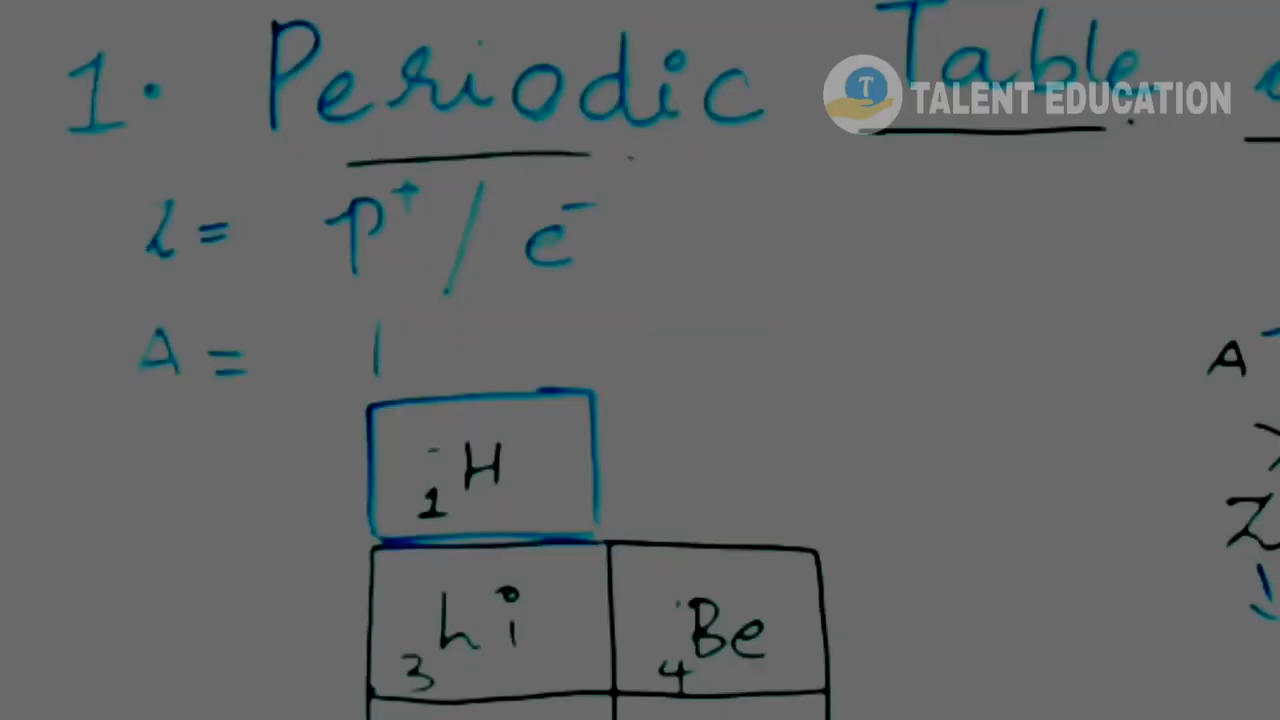 1. Periodic Table
TALENT EDUCATION
Z = p+ / e-
A = 1
A
1H
Z
3Li
4Be